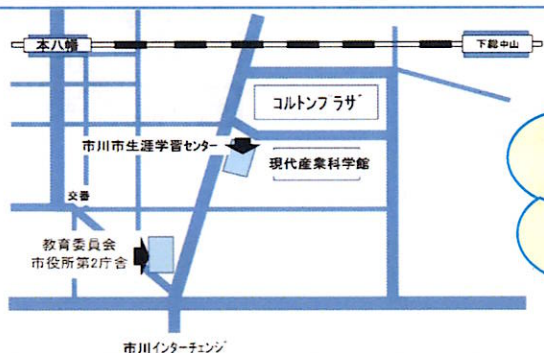 本八幡
下総中山
コルトンプラザ
市川市生涯学習センター
現代産業科学館
交番
教育委員会
市役所第2庁舎
市川インターチェンジ